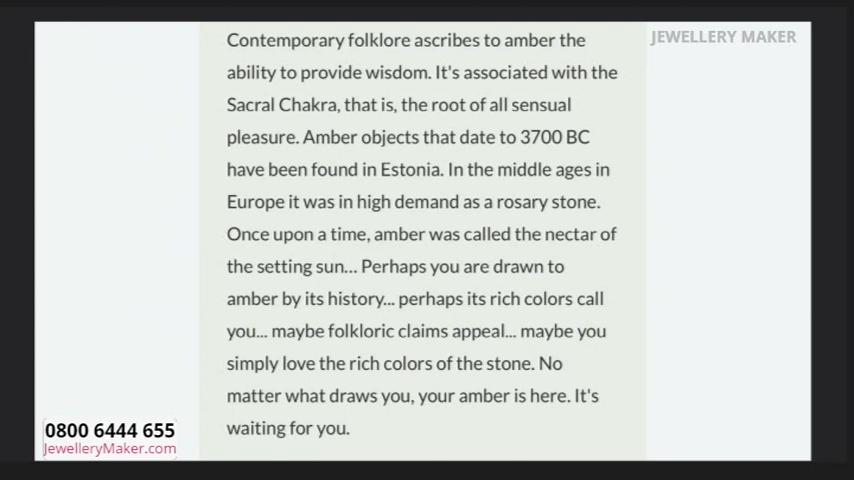 JEWELLERY MAKER
Contemporary folklore ascribes to amber the
ability to provide wisdom. It's associated with the
Sacral Chakra, that is, the root of all sensual
pleasure. Amber objects that date to 3700 BC
have been found in Estonia. In the middle ages in
Europe it was in high demand as a rosary stone.
Once upon a time, amber was called the nectar of
the setting sun... Perhaps you are drawn to
amber by its history... perhaps its rich colors call
you... maybe folkloric claims appeal... maybe you
simply love the rich colors of the stone. No
matter what draws you, your amber is here. It's
waiting for you.
0800 6444 655
JewelleryMaker.com